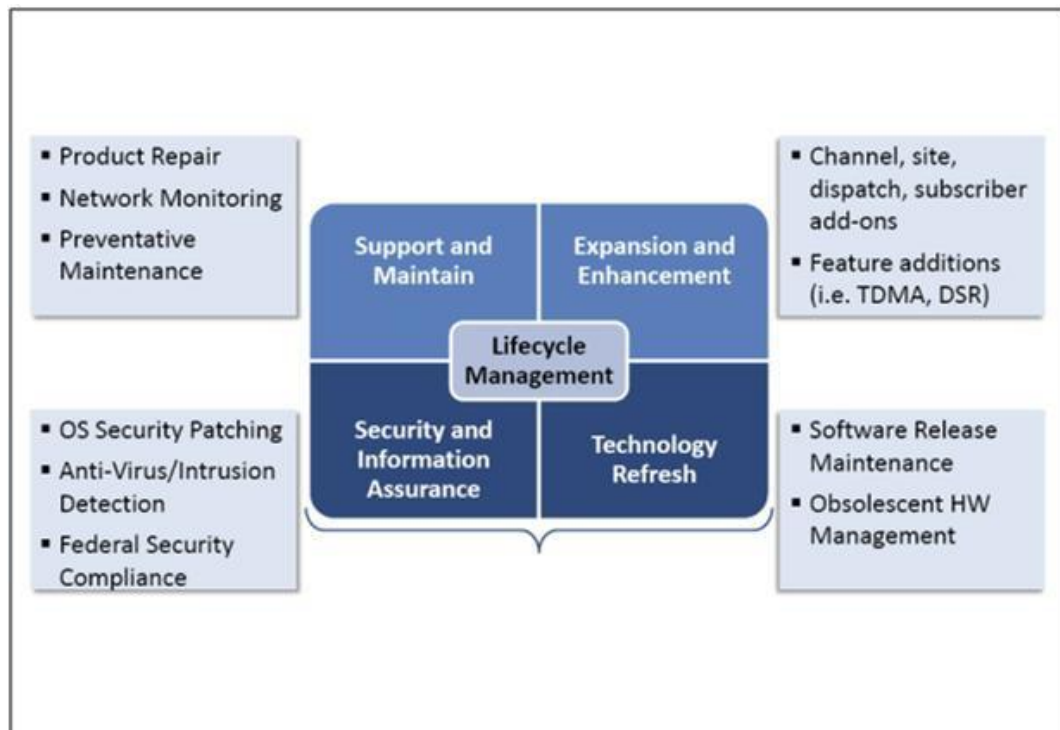 ▪ Product Repair
▪ Network Monitoring
▪ Preventative
Maintenance
Support and
Maintain
Expansion and
Enhancement
▪ Channel, site,
dispatch, subscriber
add-ons
▪ Feature additions
(i.e. TDMA, DSR)
Lifecycle
Management
▪ OS Security Patching
▪ Anti-Virus/Intrusion
Detection
▪ Federal Security
Compliance
Security and
Information
Assurance
Technology
Refresh
▪ Software Release
Maintenance
▪ Obsolescent HW
Management